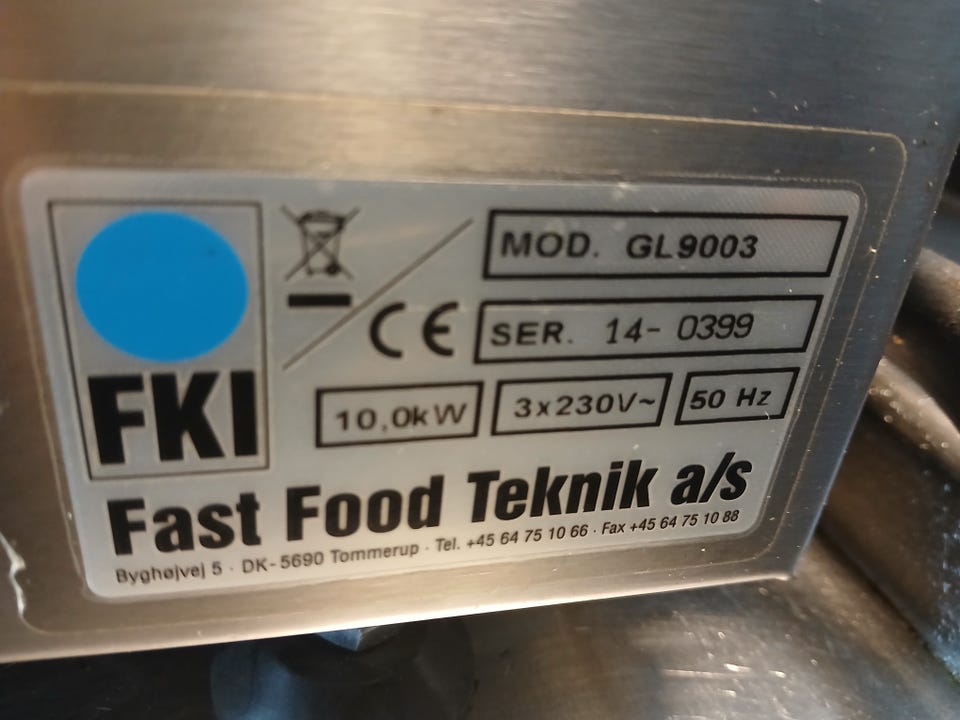 FKI
MOD. GL9003
CE
SER. 14- 0399
10,0kW 3x230V~ 50 Hz
Fast Food Teknik a/s
Byghøjvej 5 · DK-5690 Tommerup · Tel. +45 64 75 10 66 · Fax +45 64 75 10 88